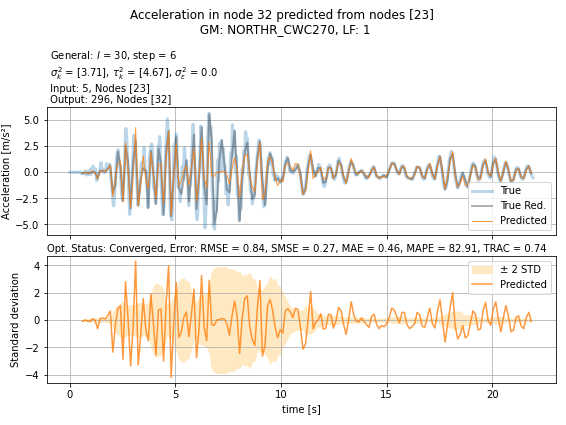 Acceleration in node 32 predicted from nodes [23]
GM: NORTHR_CWC270, LF: 1
General: l = 30, step = 6
σ²ₖ = [3.71], τ²ₖ = [4.67], σ²ε = 0.0
Input: 5, Nodes [23]
Output: 296, Nodes [32]
Acceleration [m/s²]
5.0
2.5
0.0
−2.5
−5.0
True
True Red.
Predicted
Opt. Status: Converged, Error: RMSE = 0.84, SMSE = 0.27, MAE = 0.46, MAPE = 82.91, TRAC = 0.74
Standard deviation
4
2
0
−2
−4
± 2 STD
Predicted
0
5
10
15
20
time [s]